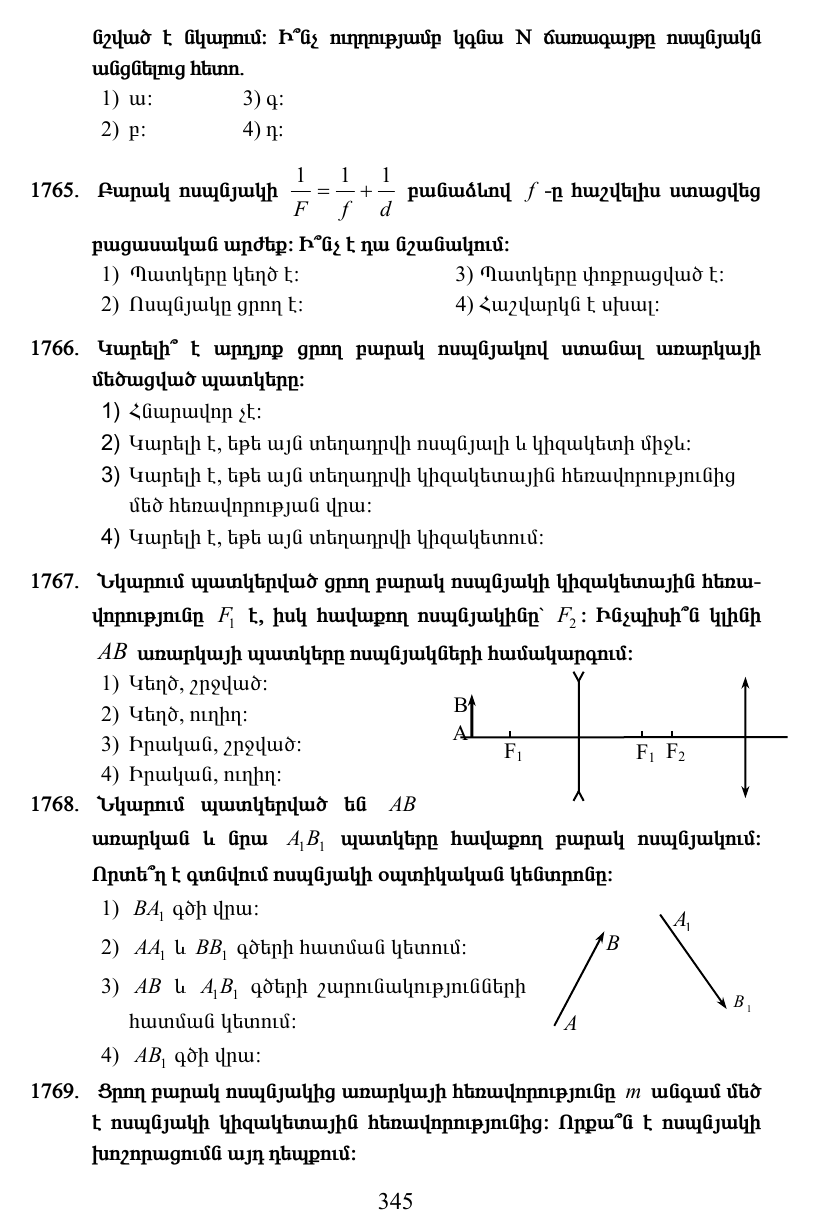 նշված է նկարում: Ի՞նչ ուղղությամբ կգնա N ճառագայթը ոսպնյակն
անցնելուց հետո.
1) ա: 3) գ:
2) բ: 4) դ:
1765. Բարակ ոսպնյակի 1/F = 1/f + 1/d բանաձևով f -ը հաշվելիս ստացվեց
բացասական արժեք: Ի՞նչ է դա նշանակում:
1) Պատկերը կեղծ է: 3) Պատկերը փոքրացված է:
2) Ոսպնյակը ցրող է: 4) Հաշվարկն է սխալ:
1766. Կարելի՞ է արդյոք ցրող բարակ ոսպնյակով ստանալ առարկայի
մեծացված պատկերը:
1) Հնարավոր չէ:
2) Կարելի է, եթե այն տեղադրվի ոսպնյալի և կիզակետի միջև:
3) Կարելի է, եթե այն տեղադրվի կիզակետային հեռավորությունից
մեծ հեռավորության վրա:
4) Կարելի է, եթե այն տեղադրվի կիզակետում:
1767. Նկարում պատկերված ցրող բարակ ոսպնյակի կիզակետային հեռա-
վորությունը F₁ է, իսկ հավաքող ոսպնյակինը՝ F₂ : Ինչպիսի՞ն կլինի
AB առարկայի պատկերը ոսպնյակների համակարգում:
1) Կեղծ, շրջված:
2) Կեղծ, ուղիղ:
3) Իրական, շրջված:
4) Իրական, ուղիղ:
B
A
F₁ F₁ F₂
1768. Նկարում պատկերված են AB
առարկան և նրա A₁B₁ պատկերը հավաքող բարակ ոսպնյակում:
Որտե՞ղ է գտնվում ոսպնյակի օպտիկական կենտրոնը:
1) BA₁ գծի վրա:
2) AA₁ և BB₁ գծերի հատման կետում:
3) AB և A₁B₁ գծերի շարունակությունների
հատման կետում:
4) AB₁ գծի վրա:
A₁
B
B₁
A
1769. Ցրող բարակ ոսպնյակից առարկայի հեռավորությունը m անգամ մեծ
է ոսպնյակի կիզակետային հեռավորությունից: Որքա՞ն է ոսպնյակի
խոշորացումն այդ դեպքում:
345